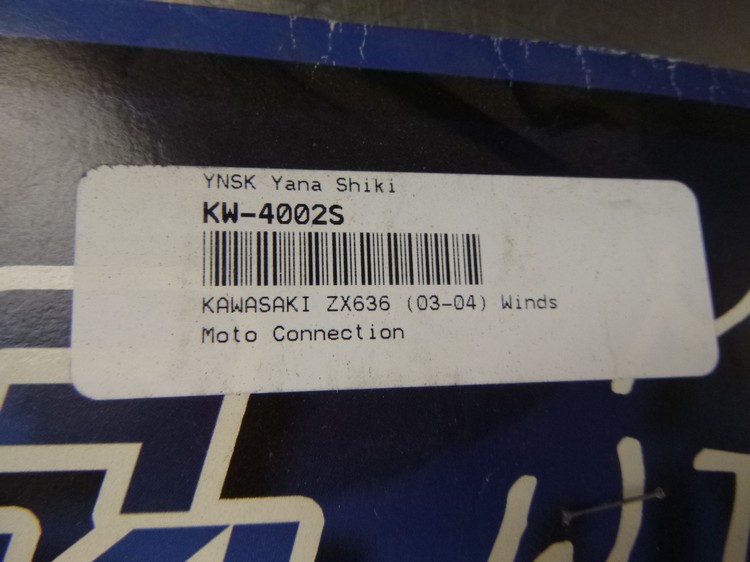 YNSK Yana Shiki
KW-4002S
KAWASAKI ZX636 (03-04) Winds
Moto Connection